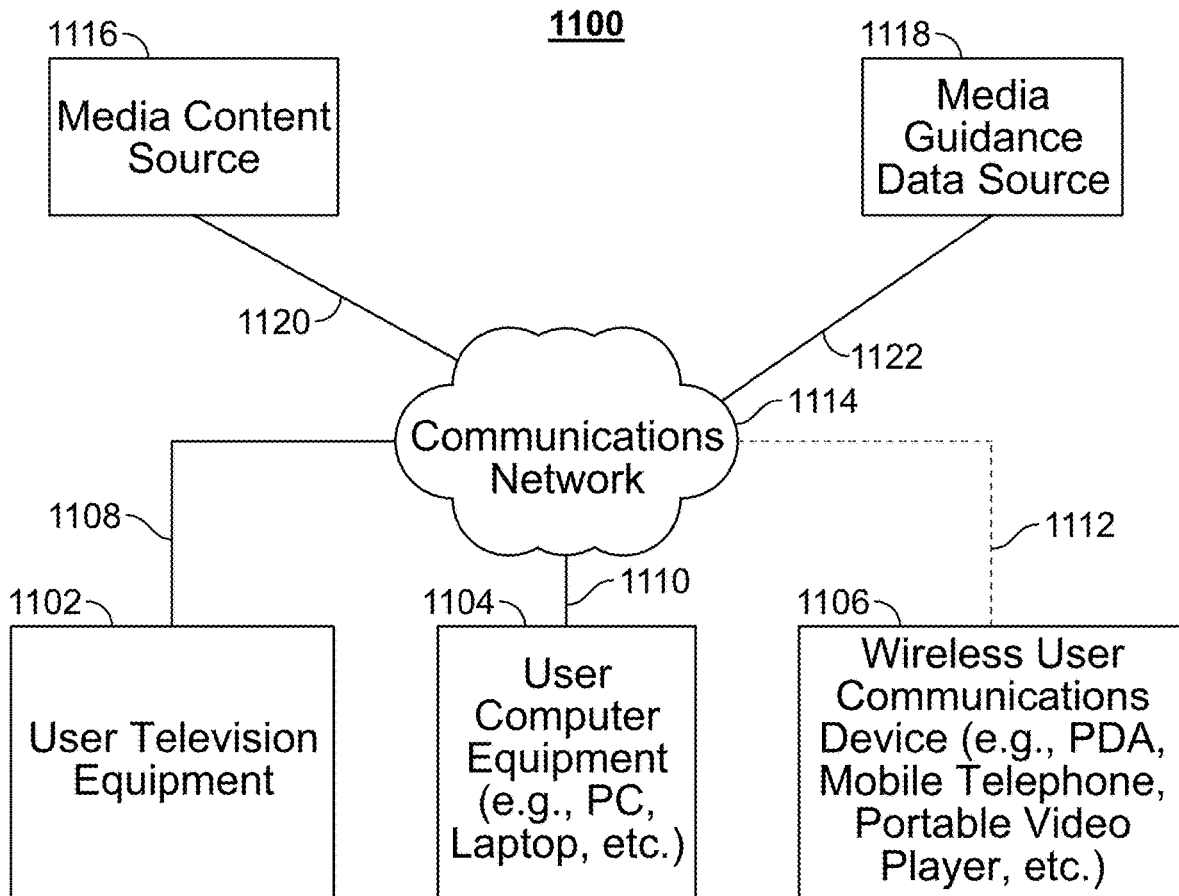 1100
1116
1118
Media Content
Source
Media
Guidance
Data Source
1120
1122
1114
Communications
Network
1108
1112
1110
1102
1104
1106
User Television
Equipment
User
Computer
Equipment
(e.g., PC,
Laptop, etc.)
Wireless User
Communications
Device (e.g., PDA,
Mobile Telephone,
Portable Video
Player, etc.)